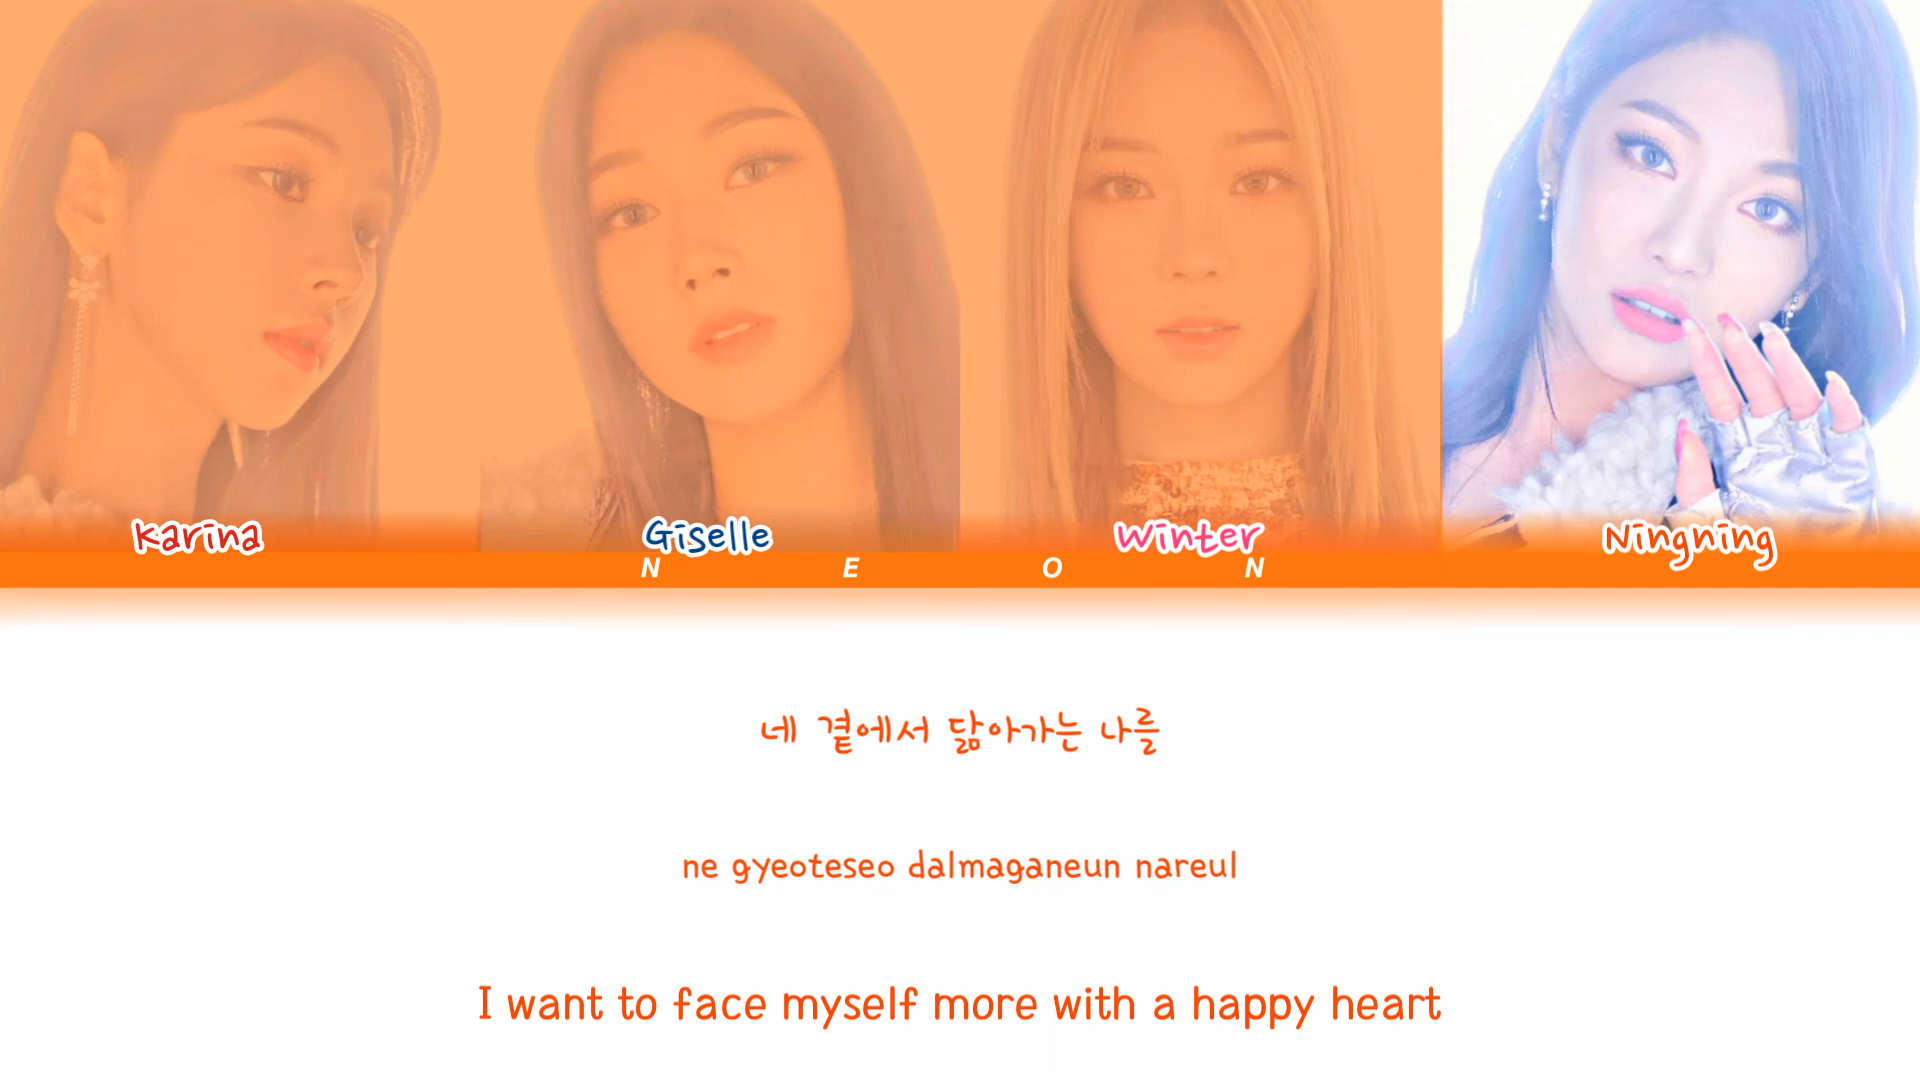 Karina Giselle Winter Ningning
N E O N
네 곁에서 닮아가는 나를
ne gyeoteseo dalmaganeun nareul
I want to face myself more with a happy heart